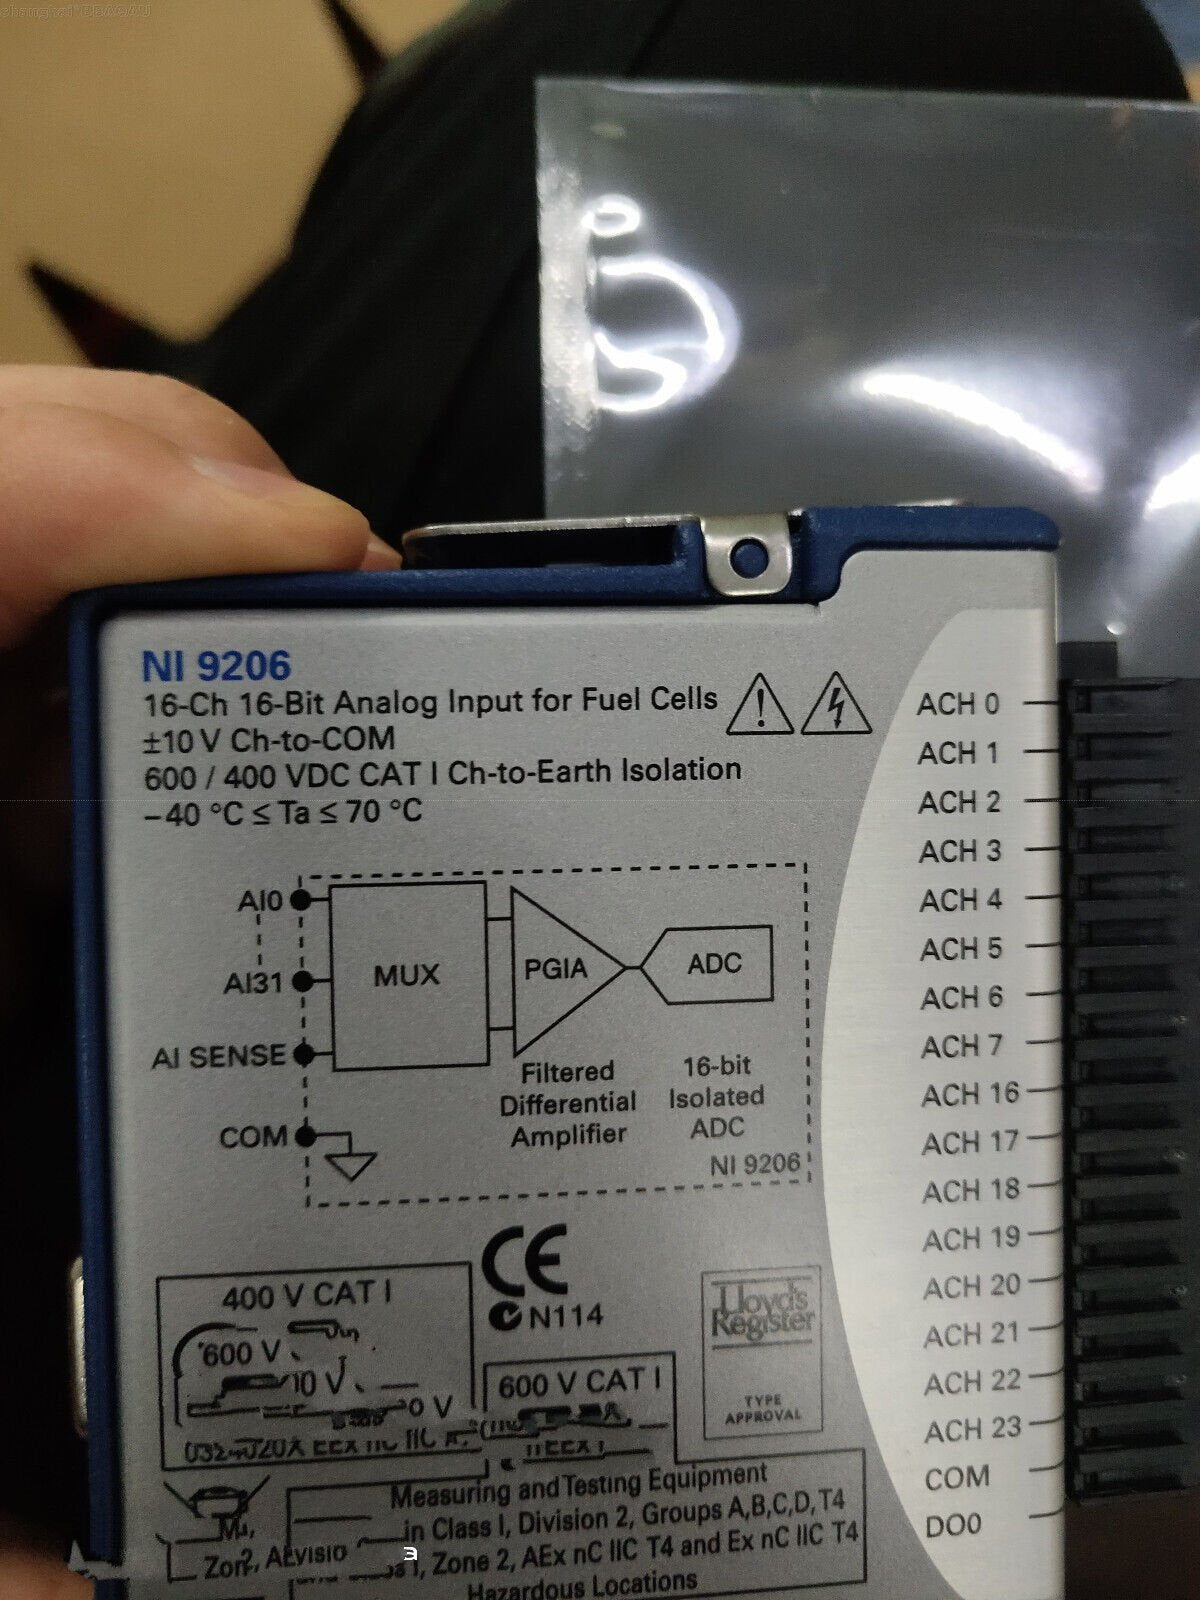 NI 9206
16-Ch 16-Bit Analog Input for Fuel Cells
±10 V Ch-to-COM
600 / 400 VDC CAT I Ch-to-Earth Isolation
–40 °C ≤ Ta ≤ 70 °C
AI0
AI31
AI SENSE
COM
MUX
PGIA
ADC
Filtered
Differential
Amplifier
16-bit
Isolated
ADC
NI 9206
CE
N114
400 V CAT I
600 V
10 V
0 V
600 V CAT I
Lloyd's
Register
TYPE
APPROVAL
Measuring and Testing Equipment
in Class I, Division 2, Groups A,B,C,D,T4
Zone 2, AEx nC IIC T4 and Ex nC IIC T4
Hazardous Locations
ACH 0
ACH 1
ACH 2
ACH 3
ACH 4
ACH 5
ACH 6
ACH 7
ACH 16
ACH 17
ACH 18
ACH 19
ACH 20
ACH 21
ACH 22
ACH 23
COM
DO0